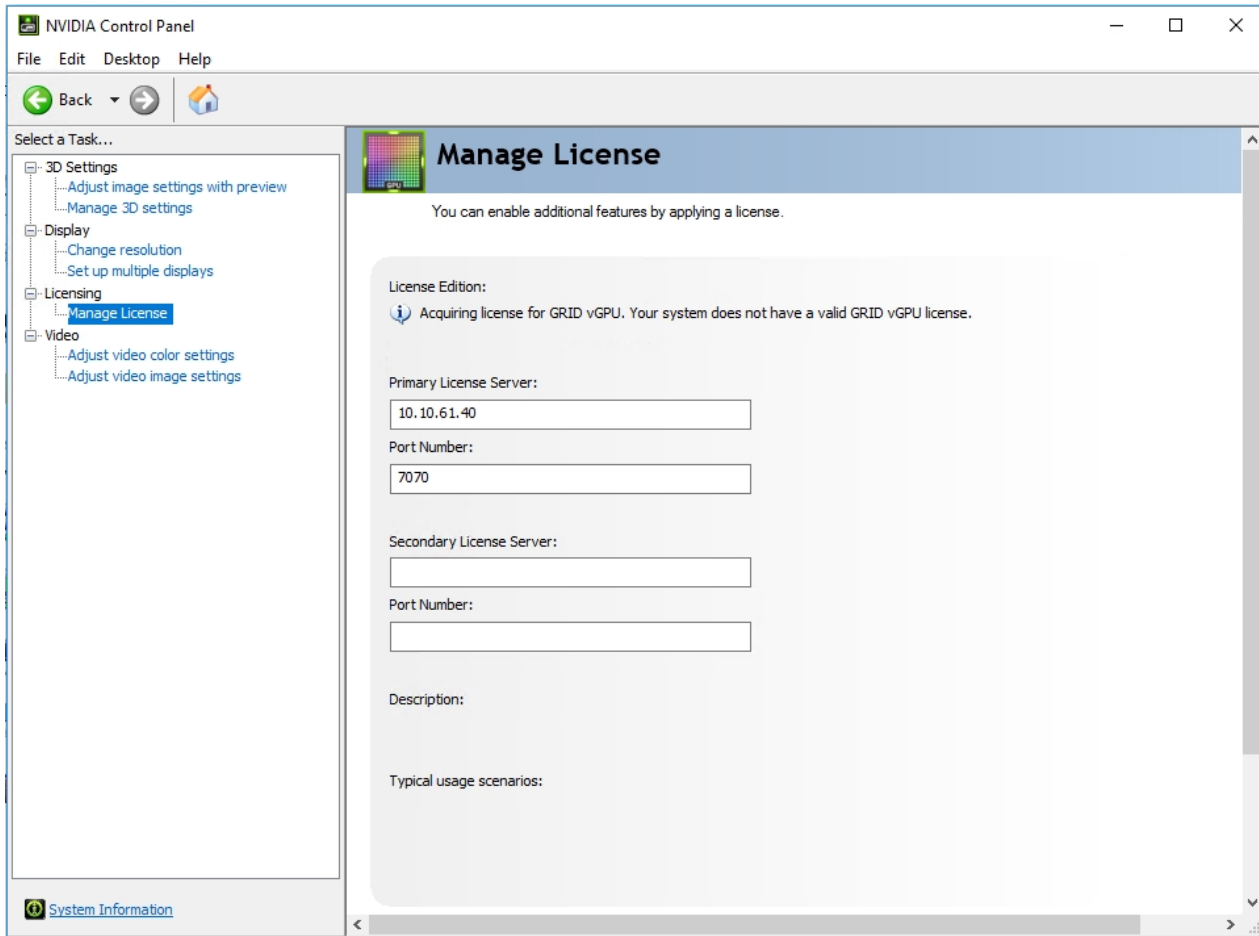 NVIDIA Control Panel
File Edit Desktop Help
Back
Select a Task...
3D Settings
Adjust image settings with preview
Manage 3D settings
Display
Change resolution
Set up multiple displays
Licensing
Manage License
Video
Adjust video color settings
Adjust video image settings
System Information
GPU
Manage License
You can enable additional features by applying a license.
License Edition:
Acquiring license for GRID vGPU. Your system does not have a valid GRID vGPU license.
Primary License Server:
10.10.61.40
Port Number:
7070
Secondary License Server:
Port Number:
Description:
Typical usage scenarios: